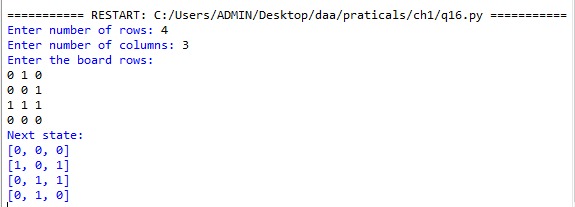 =========== RESTART: C:/Users/ADMIN/Desktop/daa/praticals/ch1/q16.py ===========
Enter number of rows: 4
Enter number of columns: 3
Enter the board rows:
0 1 0
0 0 1
1 1 1
0 0 0
Next state:
[0, 0, 0]
[1, 0, 1]
[0, 1, 1]
[0, 1, 0]